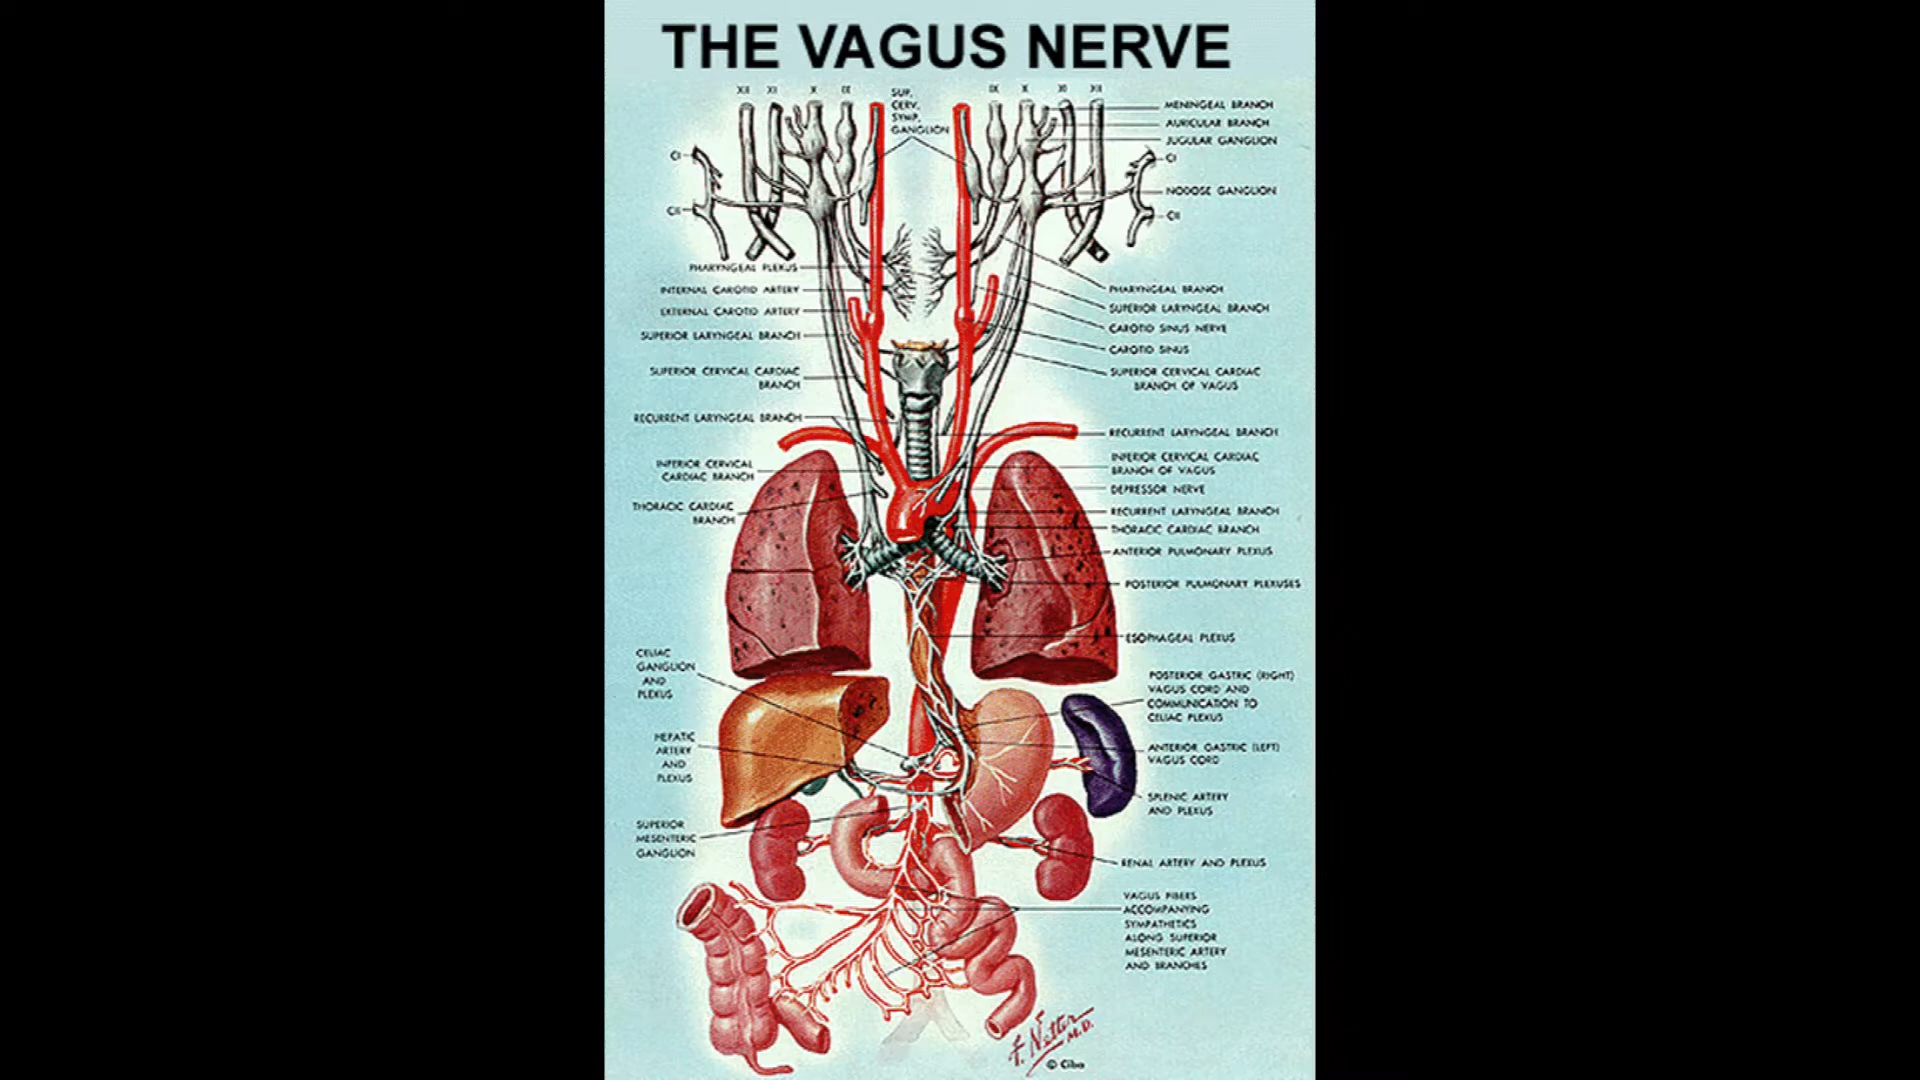 THE VAGUS NERVE
XII XI X IX
SUP.
CERV.
SYMP.
GANGLION
IX X XI XII
MENINGEAL BRANCH
AURICULAR BRANCH
JUGULAR GANGLION
CI
CI
NODOSE GANGLION
CII
CII
PHARYNGEAL PLEXUS
INTERNAL CAROTID ARTERY
EXTERNAL CAROTID ARTERY
SUPERIOR LARYNGEAL BRANCH
SUPERIOR CERVICAL CARDIAC
BRANCH
RECURRENT LARYNGEAL BRANCH
INFERIOR CERVICAL
CARDIAC BRANCH
THORACIC CARDIAC
BRANCH
PHARYNGEAL BRANCH
SUPERIOR LARYNGEAL BRANCH
CAROTID SINUS NERVE
CAROTID SINUS
SUPERIOR CERVICAL CARDIAC
BRANCH OF VAGUS
RECURRENT LARYNGEAL BRANCH
INFERIOR CERVICAL CARDIAC
BRANCH OF VAGUS
DEPRESSOR NERVE
RECURRENT LARYNGEAL BRANCH
THORACIC CARDIAC BRANCH
ANTERIOR PULMONARY PLEXUS
POSTERIOR PULMONARY PLEXUSES
ESOPHAGEAL PLEXUS
CELIAC
GANGLION
AND
PLEXUS
HEPATIC
ARTERY
AND
PLEXUS
SUPERIOR
MESENTERIC
GANGLION
POSTERIOR GASTRIC (RIGHT)
VAGUS CORD AND
COMMUNICATION TO
CELIAC PLEXUS
ANTERIOR GASTRIC (LEFT)
VAGUS CORD
SPLENIC ARTERY
AND PLEXUS
RENAL ARTERY AND PLEXUS
VAGUS FIBERS
ACCOMPANYING
SYMPATHETICS
ALONG SUPERIOR
MESENTERIC ARTERY
AND BRANCHES
F. Netter
M.D.
© Ciba